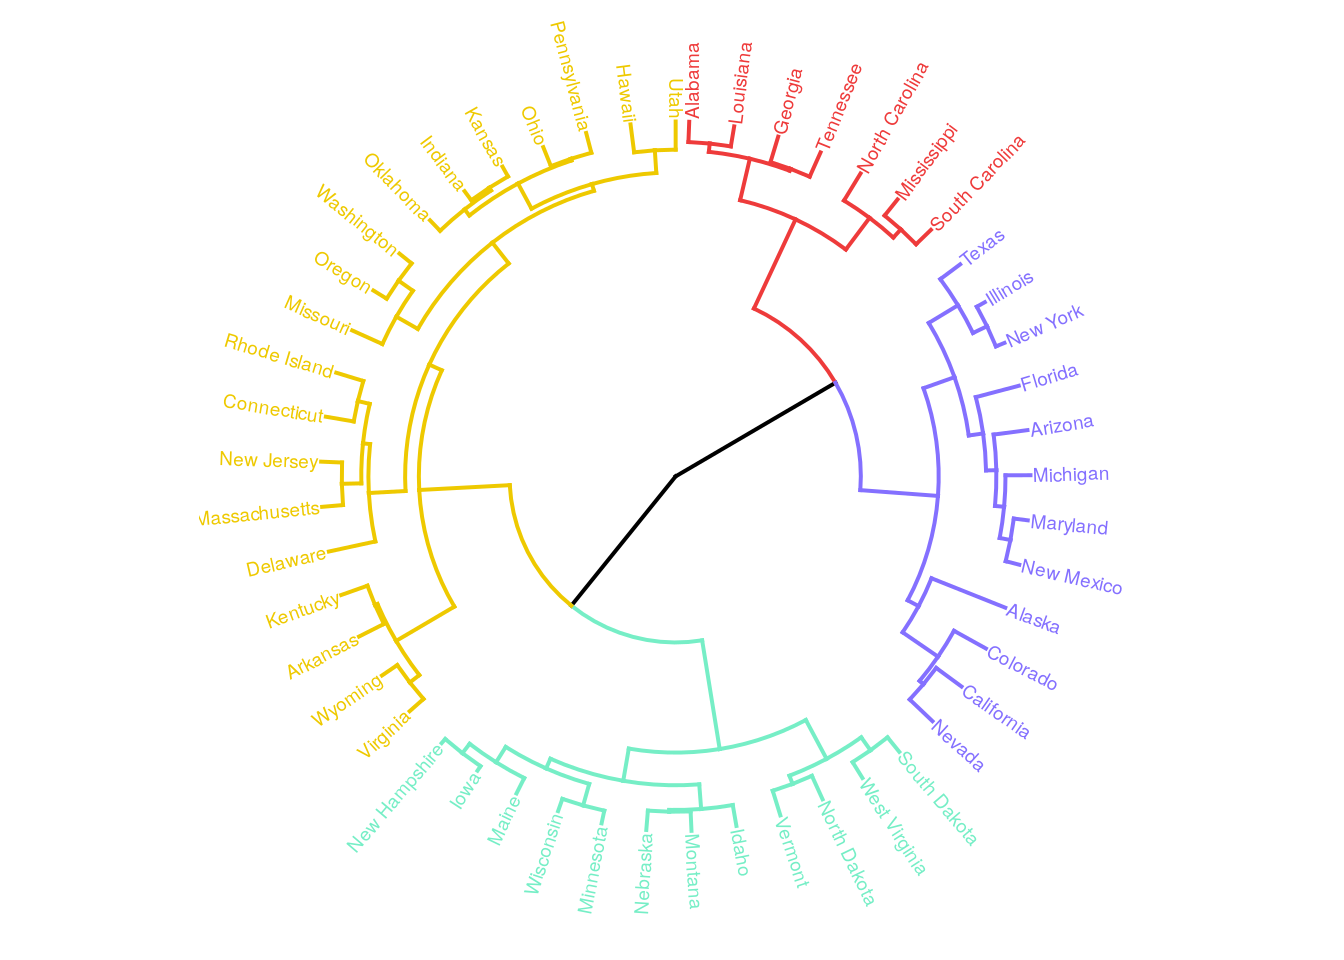 Alabama
Louisiana
Georgia
Tennessee
North Carolina
Mississippi
South Carolina
Texas
Illinois
New York
Florida
Arizona
Michigan
Maryland
New Mexico
Alaska
Colorado
California
Nevada
South Dakota
West Virginia
North Dakota
Vermont
Idaho
Montana
Nebraska
Minnesota
Wisconsin
Maine
Iowa
New Hampshire
Virginia
Wyoming
Arkansas
Kentucky
Delaware
Massachusetts
New Jersey
Connecticut
Rhode Island
Missouri
Oregon
Washington
Oklahoma
Indiana
Kansas
Ohio
Pennsylvania
Hawaii
Utah